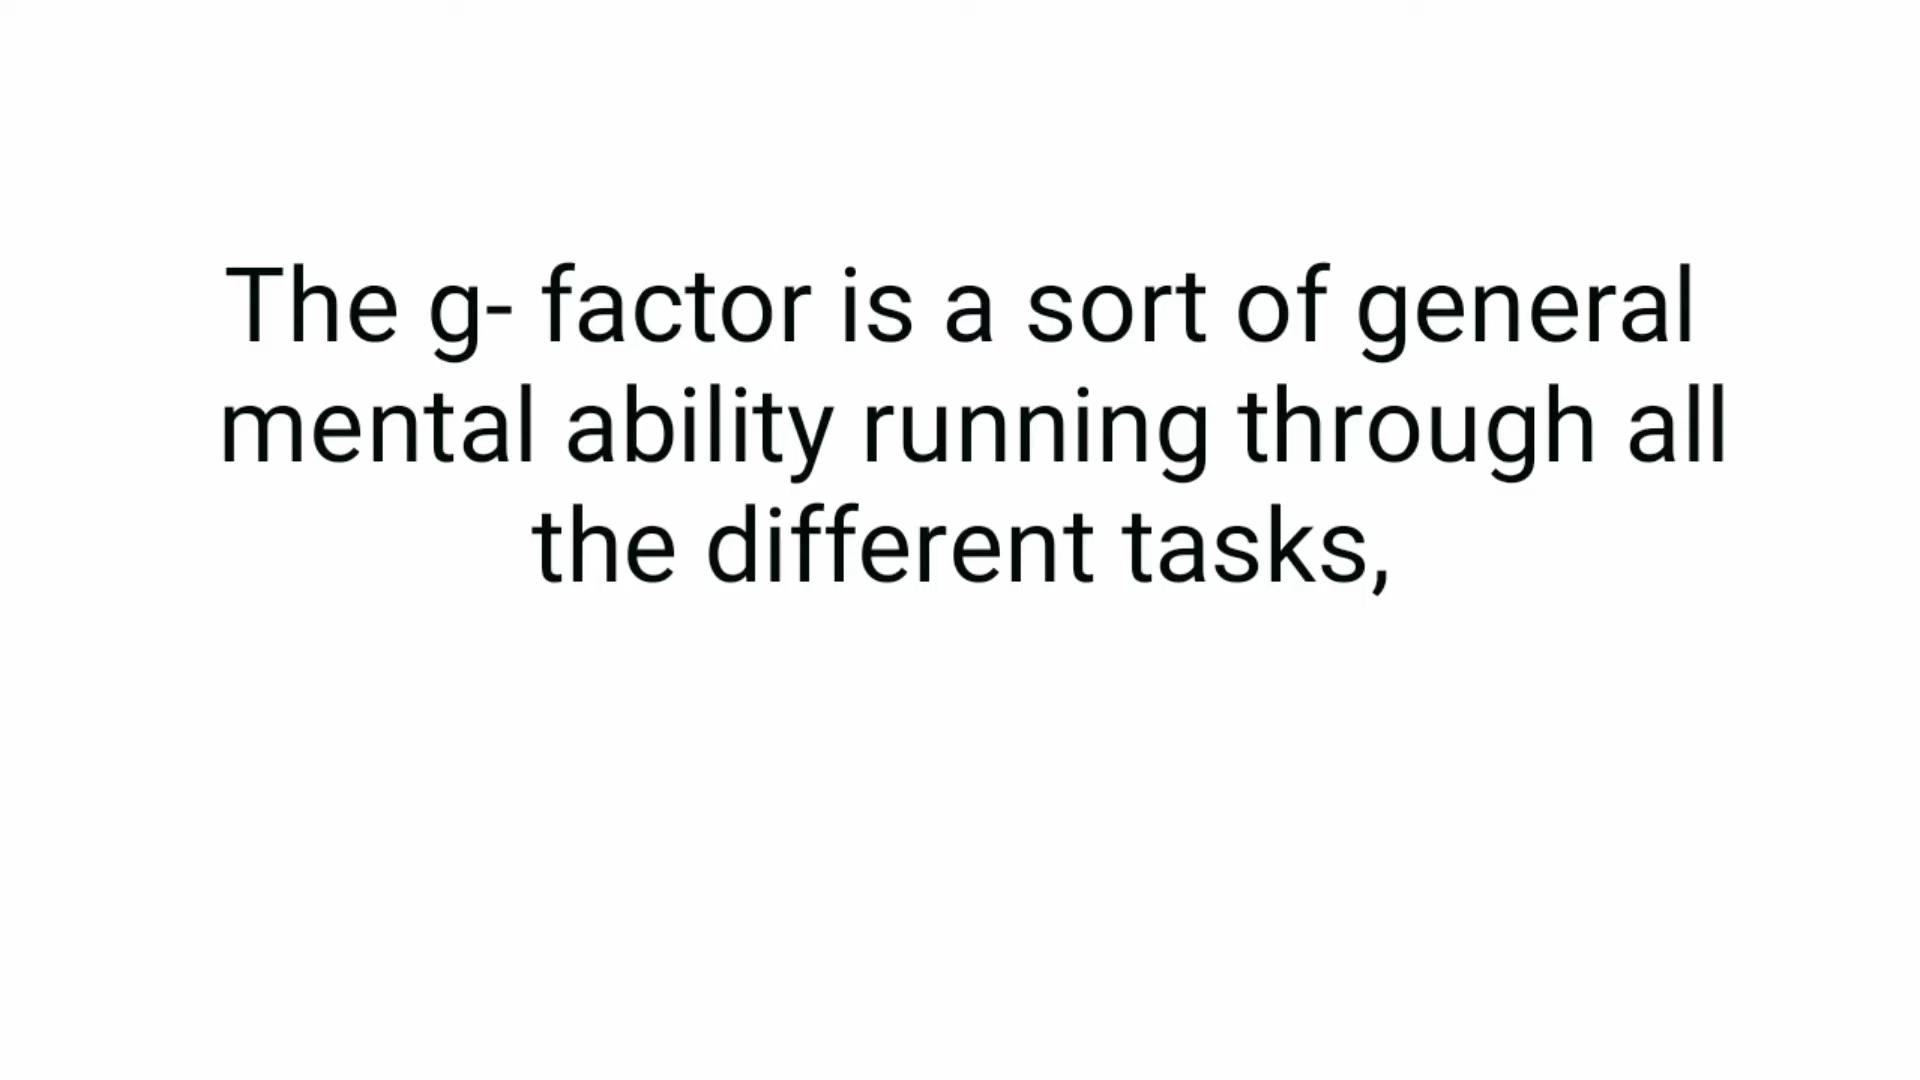 The g- factor is a sort of general
mental ability running through all
the different tasks,